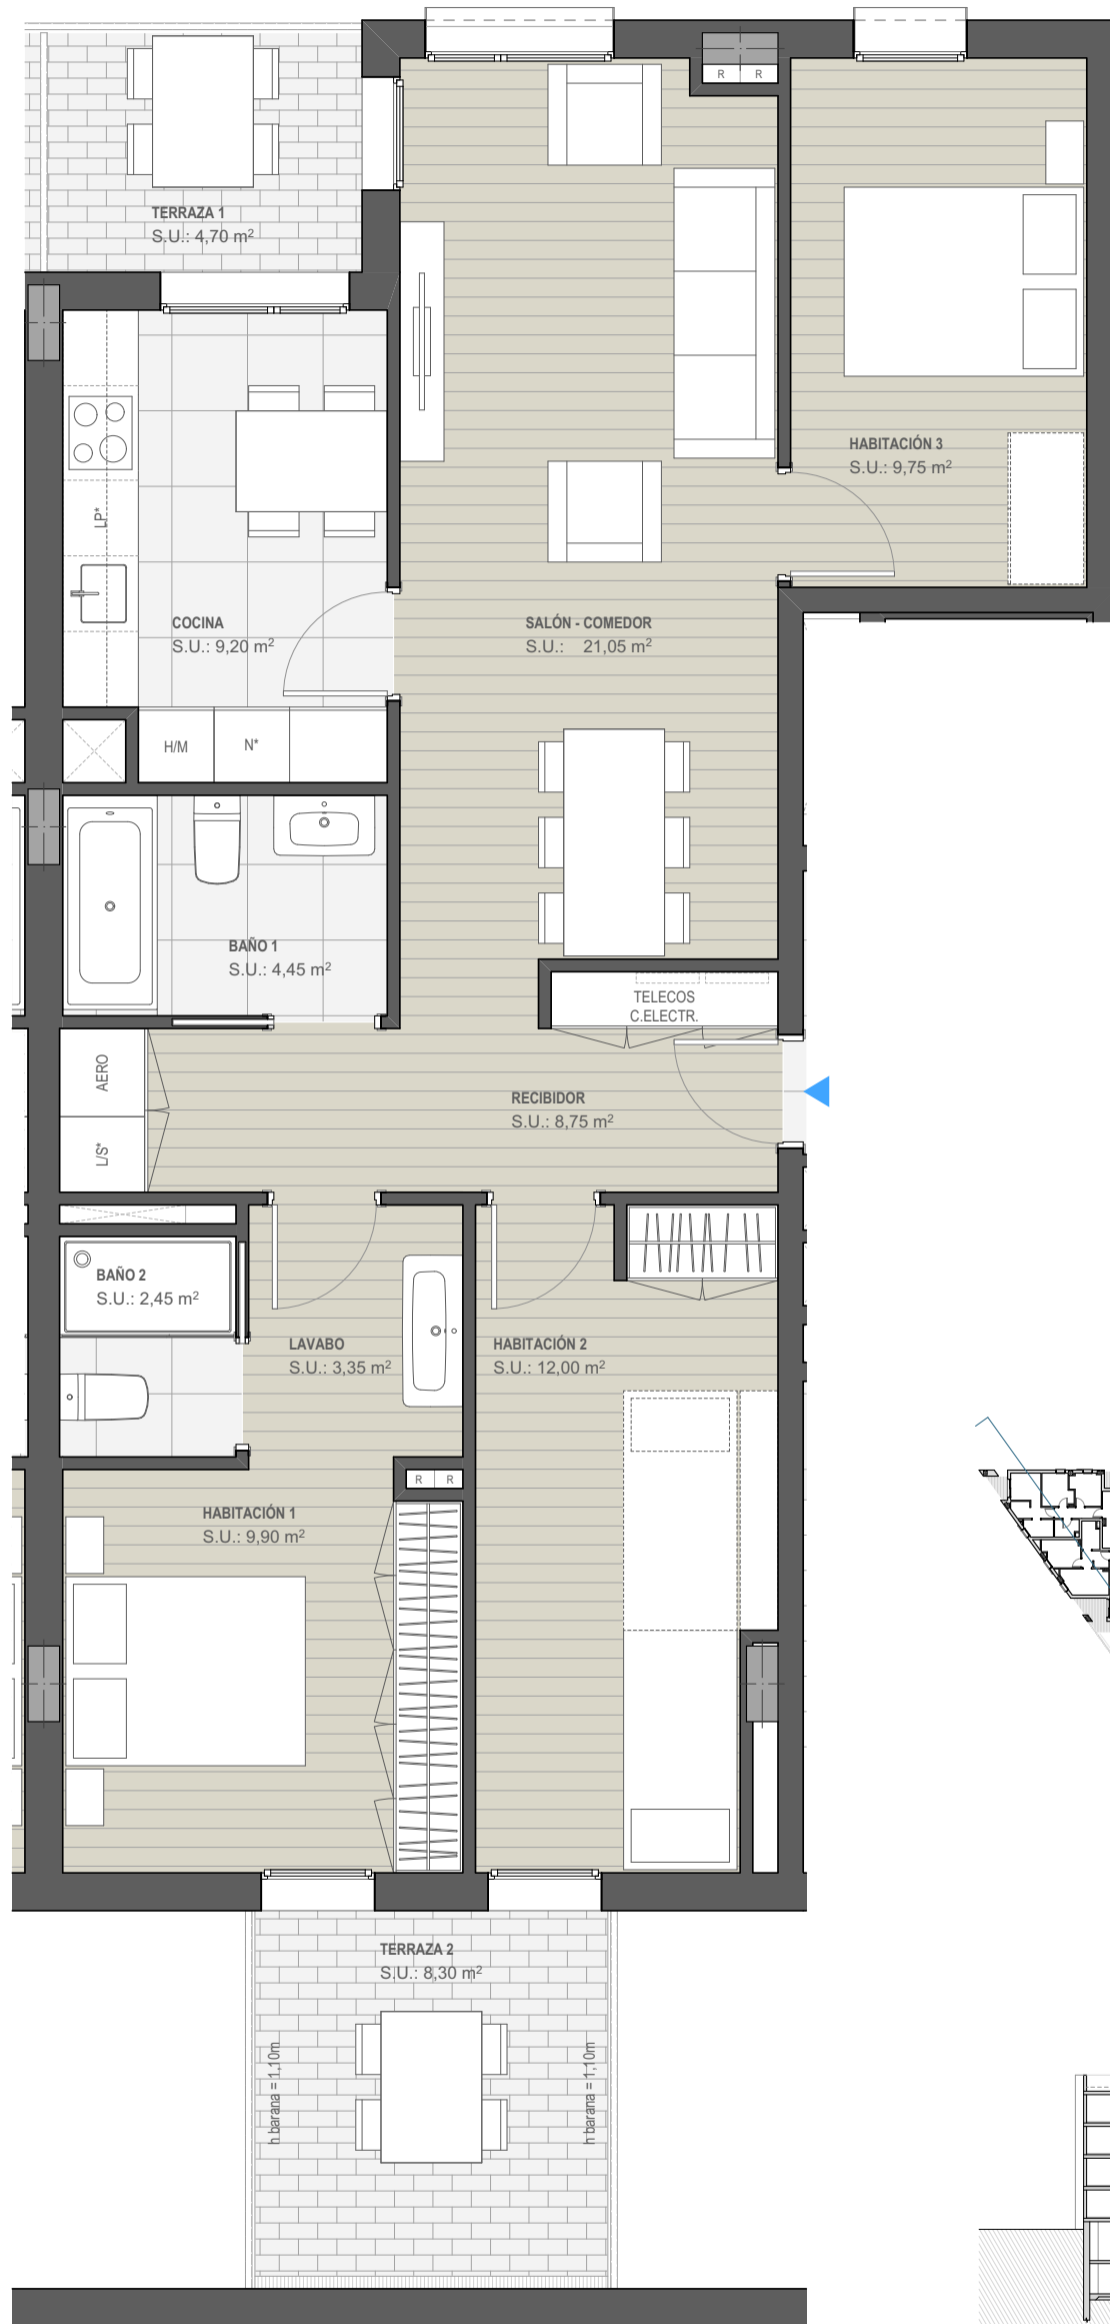 R R
TERRAZA 1
S.U.: 4,70 m²
HABITACIÓN 3
S.U.: 9,75 m²
LP*
COCINA
S.U.: 9,20 m²
SALÓN - COMEDOR
S.U.: 21,05 m²
H/M
N*
BAÑO 1
S.U.: 4,45 m²
TELECOS
C.ELECTR.
AERO
RECIBIDOR
S.U.: 8,75 m²
L/S*
BAÑO 2
S.U.: 2,45 m²
LAVABO
S.U.: 3,35 m²
HABITACIÓN 2
S.U.: 12,00 m²
R R
HABITACIÓN 1
S.U.: 9,90 m²
TERRAZA 2
S.U.: 8,30 m²
h barana = 1,10m
h barana = 1,10m